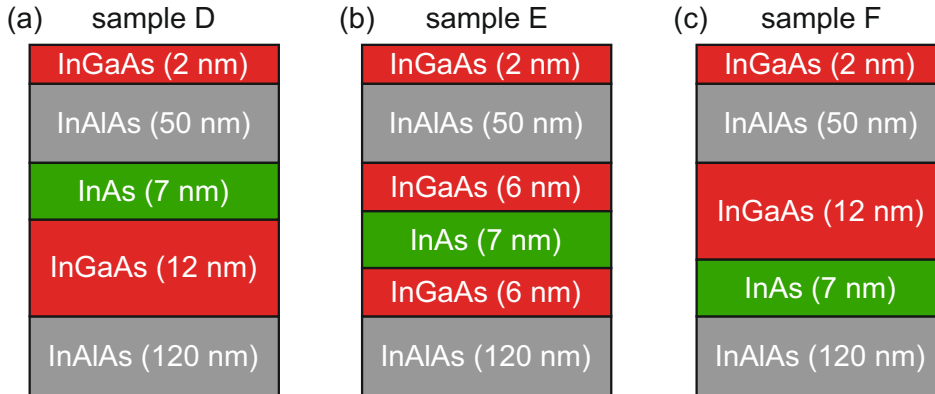 (a) sample D
InGaAs (2 nm)
InAlAs (50 nm)
InAs (7 nm)
InGaAs (12 nm)
InAlAs (120 nm)
(b) sample E
InGaAs (2 nm)
InAlAs (50 nm)
InGaAs (6 nm)
InAs (7 nm)
InGaAs (6 nm)
InAlAs (120 nm)
(c) sample F
InGaAs (2 nm)
InAlAs (50 nm)
InGaAs (12 nm)
InAs (7 nm)
InAlAs (120 nm)